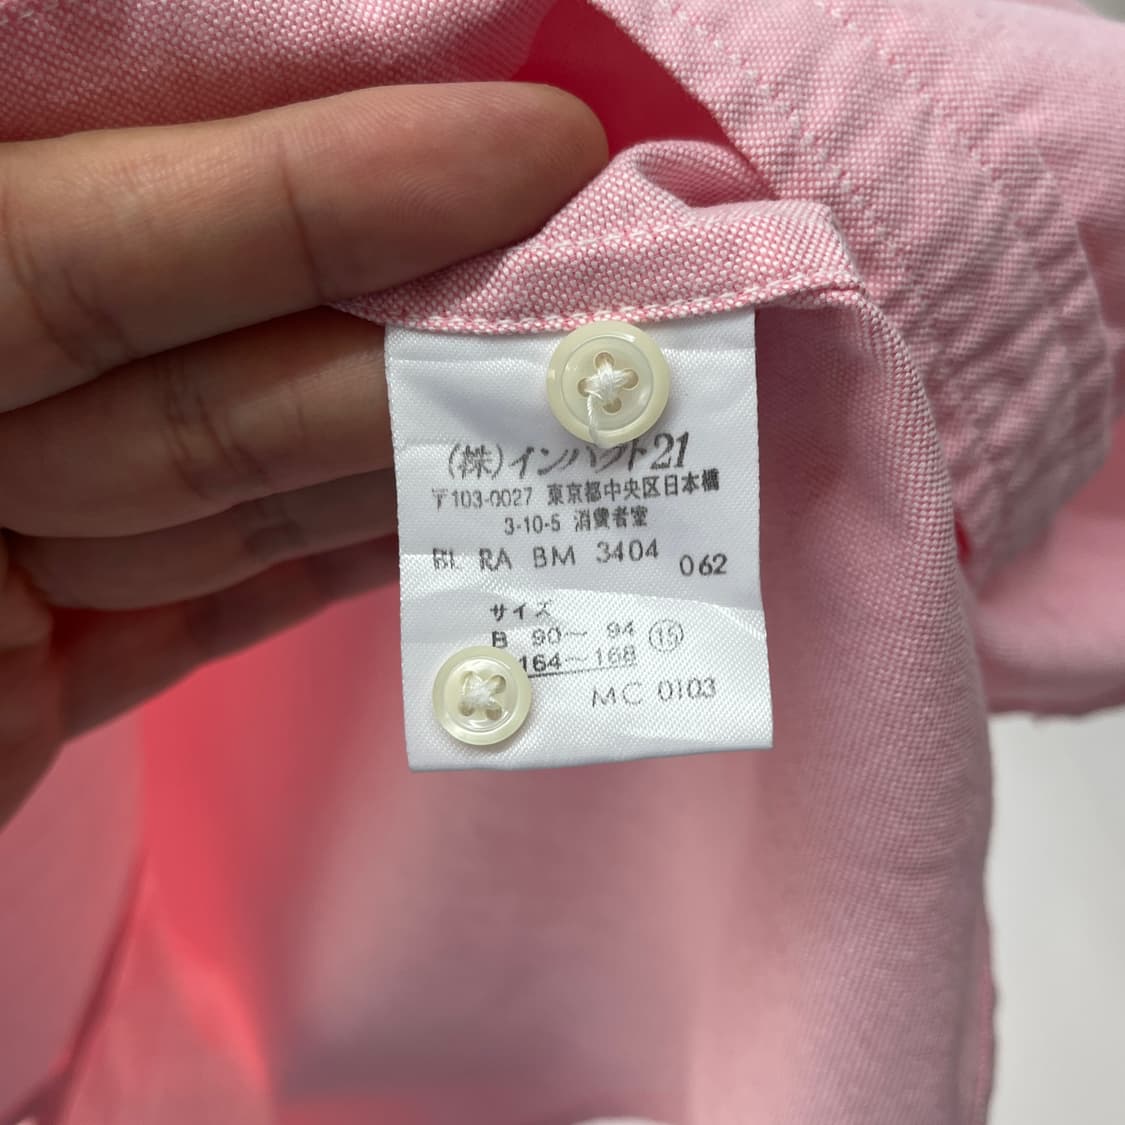 (株)インパクト21
〒103-0027 東京都中央区日本橋
3-10-5 消費者室
BL RA BM 3404 062
サイズ
B 90～ 94 ⑮
164～168
MC 0103